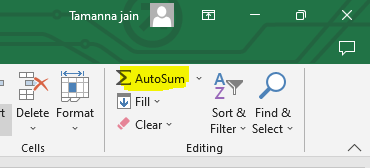 Tamanna jain
AutoSum
Delete Format Fill Sort & Find &
Clear Filter Select
Cells Editing